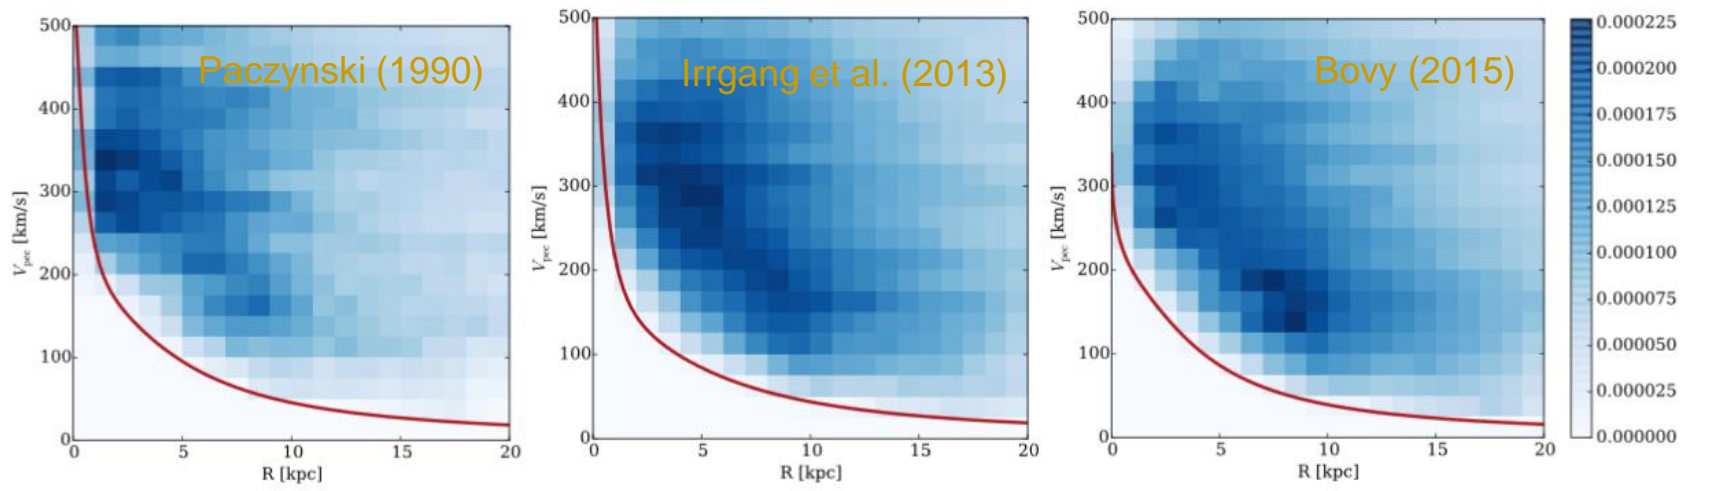 Paczynski (1990)
500
400
300
200
100
0
V_pec [km/s]
0 5 10 15 20
R [kpc]
Irrgang et al. (2013)
500
400
300
200
100
0
V_pec [km/s]
0 5 10 15 20
R [kpc]
Bovy (2015)
500
400
300
200
100
0
V_pec [km/s]
0 5 10 15 20
R [kpc]
0.000225
0.000200
0.000175
0.000150
0.000125
0.000100
0.000075
0.000050
0.000025
0.000000